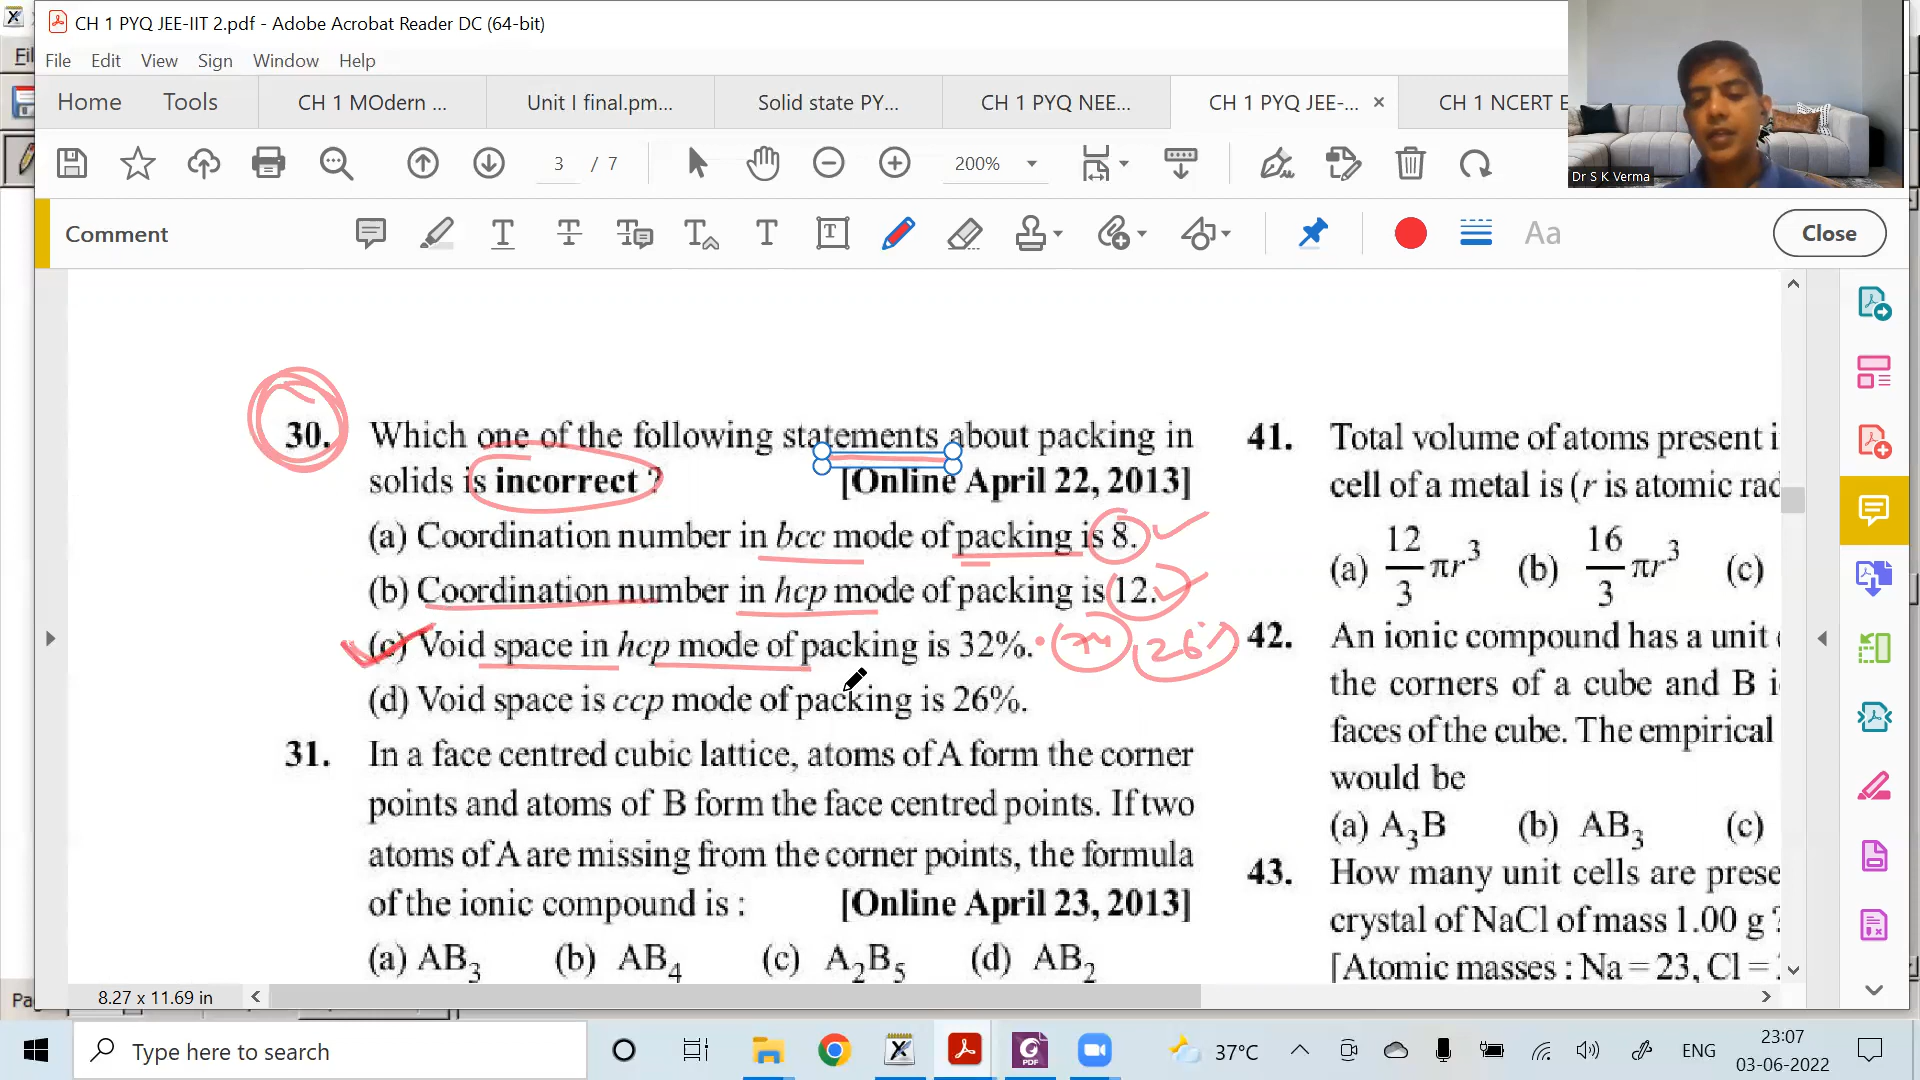 CH 1 PYQ JEE-IIT 2.pdf - Adobe Acrobat Reader DC (64-bit)
File Edit View Sign Window Help
Home Tools CH 1 MOdern ... Unit I final.pm... Solid state PY... CH 1 PYQ NEE... CH 1 PYQ JEE-... × CH 1 NCERT E
3 / 7 200%
Dr S K Verma
Comment Aa Close
30. Which one of the following statements about packing in
solids is incorrect ? [Online April 22, 2013]
(a) Coordination number in bcc mode of packing is 8.
(b) Coordination number in hcp mode of packing is 12.
(c) Void space in hcp mode of packing is 32%. 74 26%
(d) Void space is ccp mode of packing is 26%.
31. In a face centred cubic lattice, atoms of A form the corner
points and atoms of B form the face centred points. If two
atoms of A are missing from the corner points, the formula
of the ionic compound is : [Online April 23, 2013]
(a) AB₃ (b) AB₄ (c) A₂B₅ (d) AB₂
41. Total volume of atoms present i
cell of a metal is (r is atomic rad
(a) 12/3 πr³ (b) 16/3 πr³ (c)
42. An ionic compound has a unit
the corners of a cube and B i
faces of the cube. The empirical
would be
(a) A₃B (b) AB₃ (c)
43. How many unit cells are prese
crystal of NaCl of mass 1.00 g ?
[Atomic masses : Na = 23, Cl =
8.27 x 11.69 in
Type here to search
37°C ENG 23:07
03-06-2022